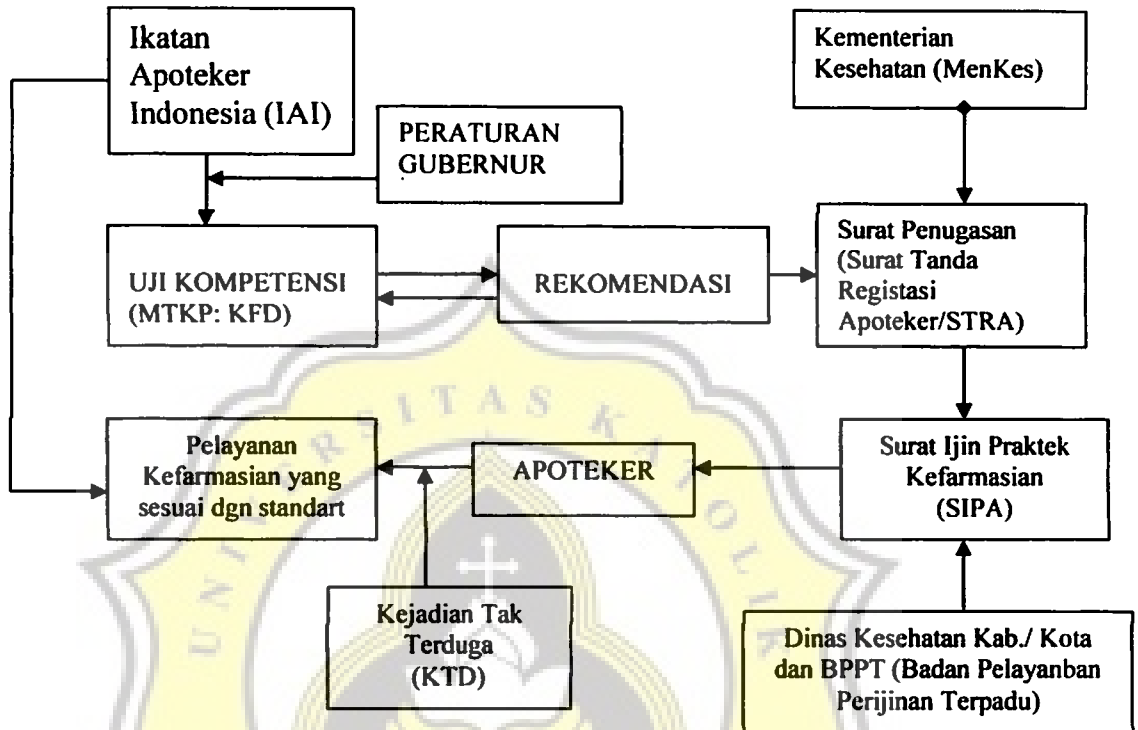 Ikatan
Apoteker
Indonesia (IAI)
Kementerian
Kesehatan (MenKes)
PERATURAN
GUBERNUR
UJI KOMPETENSI
(MTKP: KFD)
REKOMENDASI
Surat Penugasan
(Surat Tanda
Registasi
Apoteker/STRA)
Pelayanan
Kefarmasian yang
sesuai dgn standart
APOTEKER
Surat Ijin Praktek
Kefarmasian
(SIPA)
Kejadian Tak
Terduga
(KTD)
Dinas Kesehatan Kab./ Kota
dan BPPT (Badan Pelayanban
Perijinan Terpadu)
UNIVERSITAS KATOLIK